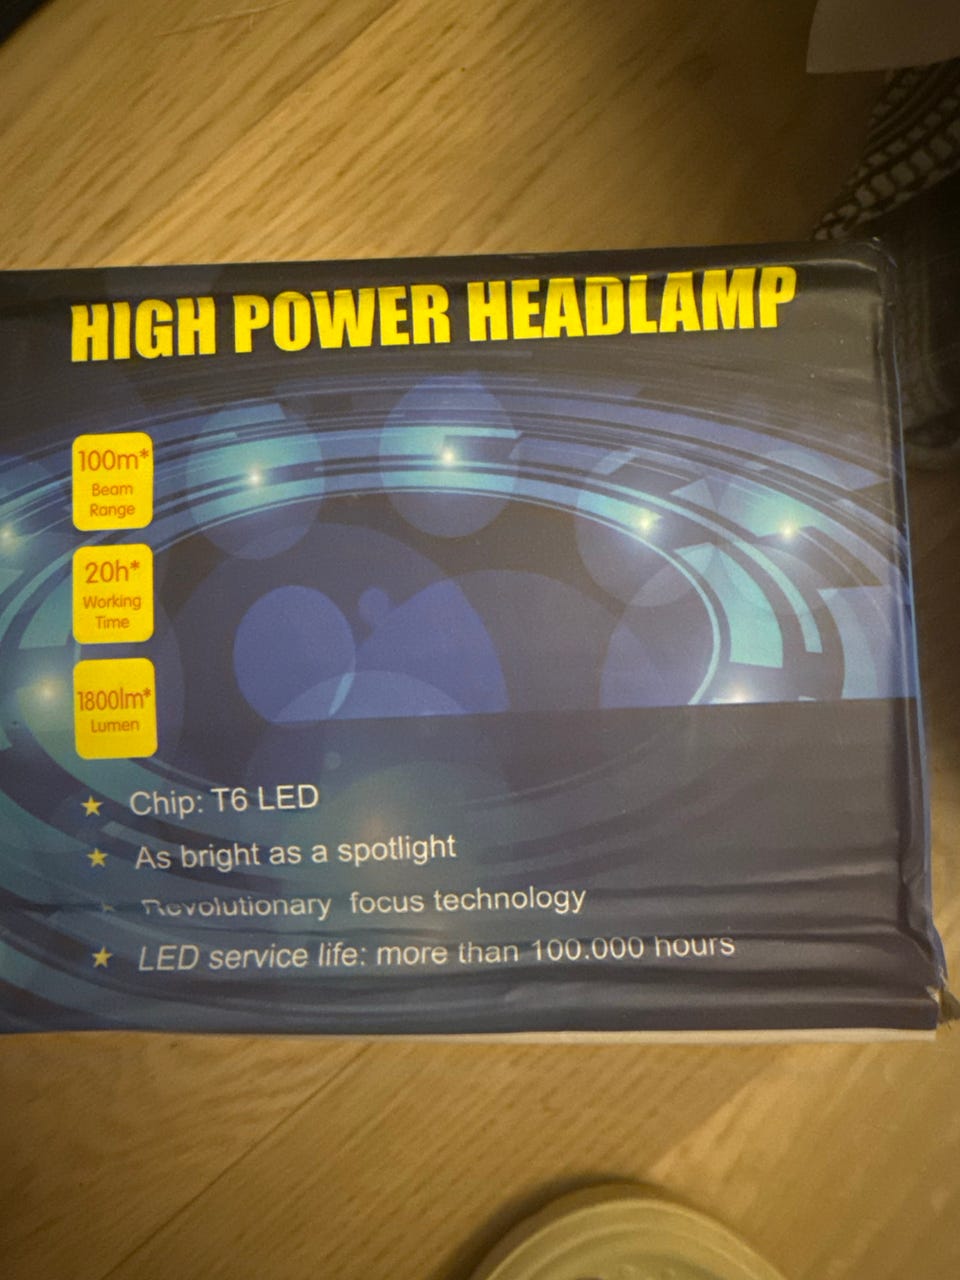 HIGH POWER HEADLAMP
100m*
Beam
Range
20h*
Working
Time
1800lm*
Lumen
Chip: T6 LED
As bright as a spotlight
Revolutionary focus technology
LED service life: more than 100.000 hours